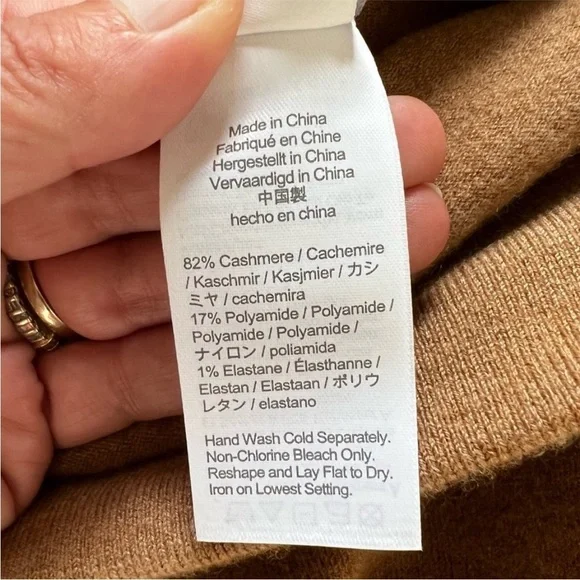 Made in China
Fabriqué en Chine
Hergestellt in China
Vervaardigd in China
中国製
hecho en china
82% Cashmere / Cachemire
/ Kaschmir / Kasjmier / カシ
ミヤ / cachemira
17% Polyamide / Polyamide /
Polyamide / Polyamide /
ナイロン / poliamida
1% Elastane / Élasthanne /
Elastan / Elastaan / ポリウ
レタン / elastano
Hand Wash Cold Separately.
Non-Chlorine Bleach Only.
Reshape and Lay Flat to Dry.
Iron on Lowest Setting.